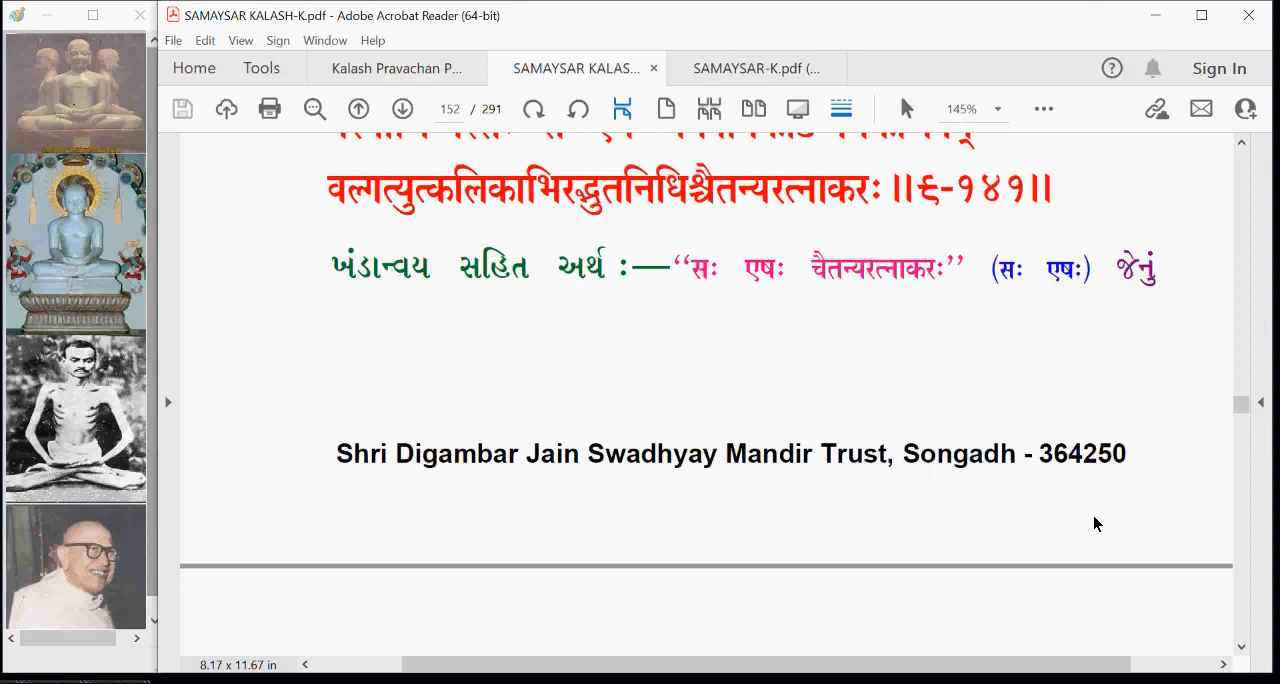 SAMAYSAR KALASH-K.pdf - Adobe Acrobat Reader (64-bit)
File Edit View Sign Window Help
Home Tools Kalash Pravachan P... SAMAYSAR KALAS... × SAMAYSAR-K.pdf (... Sign In
152 / 291 145%
वल्गत्युत्कलिकाभिरद्भुतनिधिश्चैतन्यरत्नाकरः ॥९-१४१॥
ખંડાન્વય સહિત અર્થ :—“सः एषः चैतन्यरत्नाकरः” (सः एषः) જેનું
Shri Digambar Jain Swadhyay Mandir Trust, Songadh - 364250
8.17 x 11.67 in